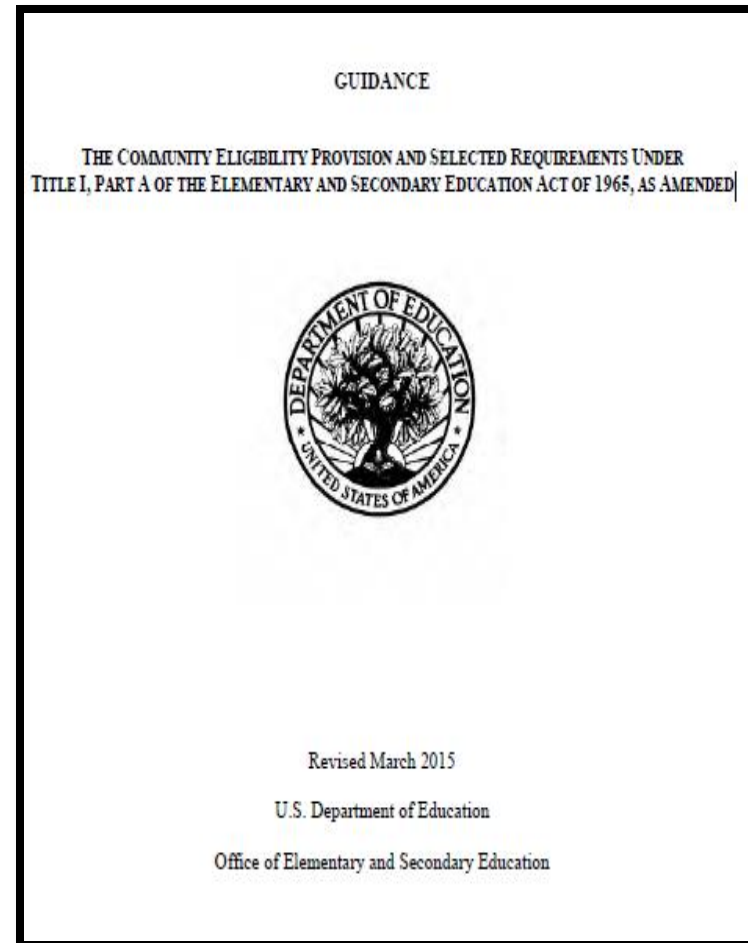 GUIDANCE
THE COMMUNITY ELIGIBILITY PROVISION AND SELECTED REQUIREMENTS UNDER
TITLE I, PART A OF THE ELEMENTARY AND SECONDARY EDUCATION ACT OF 1965, AS AMENDED
DEPARTMENT OF EDUCATION
UNITED STATES OF AMERICA
Revised March 2015
U.S. Department of Education
Office of Elementary and Secondary Education